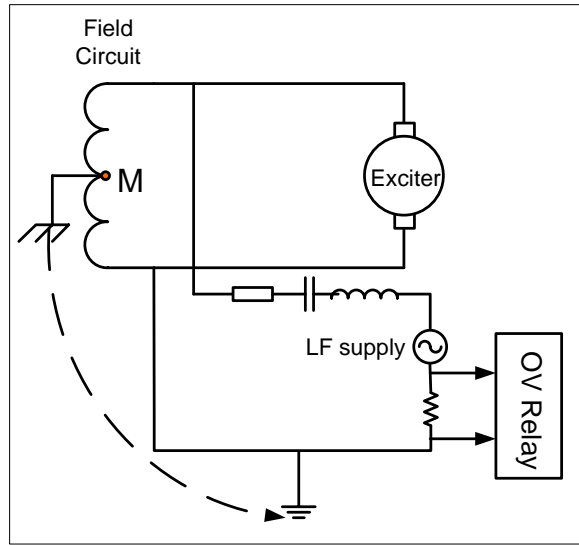 Field
Circuit
M
Exciter
LF supply
OV Relay